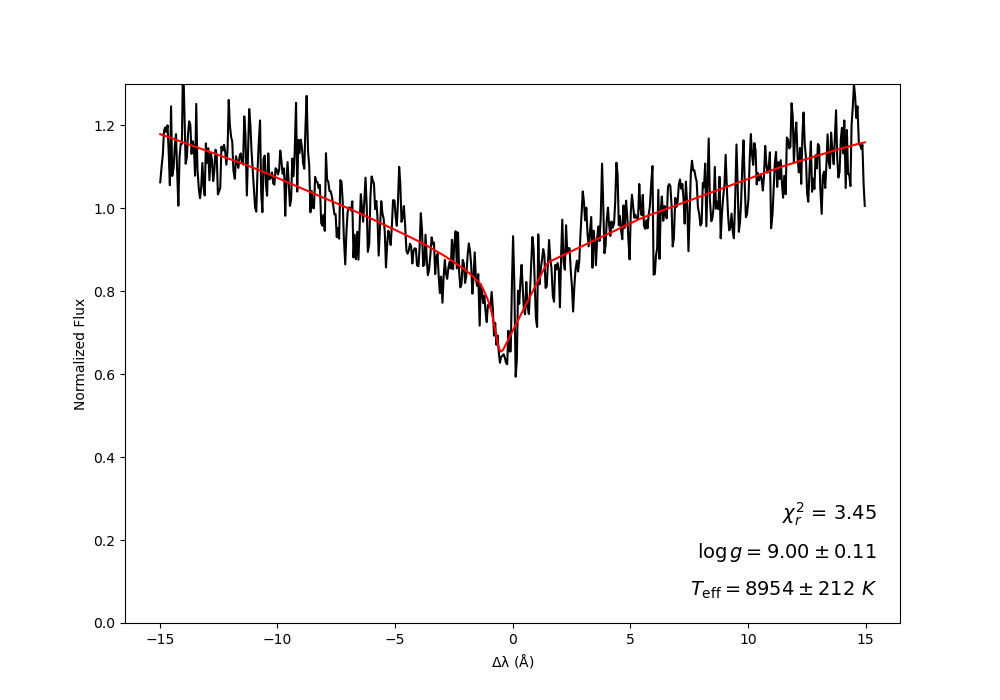 Normalized Flux
1.2
1.0
0.8
0.6
0.4
0.2
0.0
−15
−10
−5
0
5
10
15
Δλ (Å)
χ²ᵣ = 3.45
log g = 9.00 ± 0.11
T_eff = 8954 ± 212 K